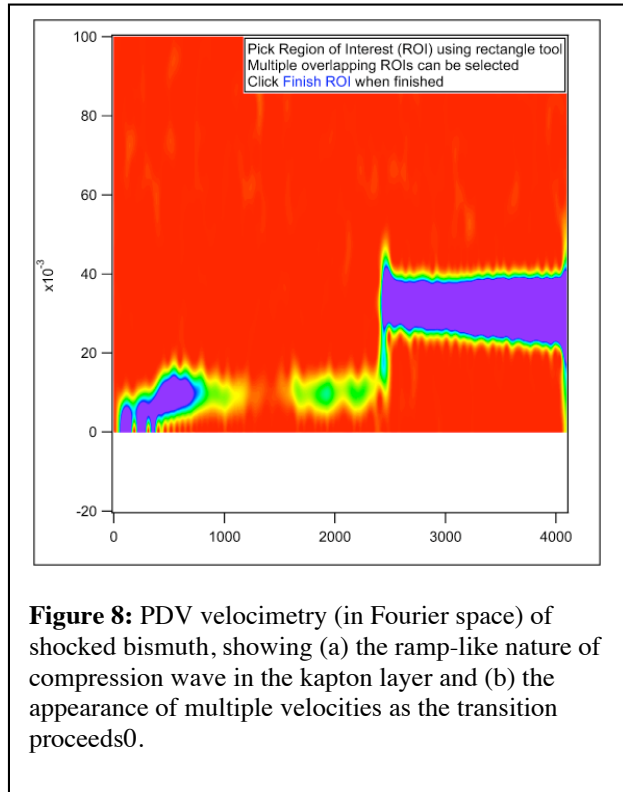 100
80
60
40
20
0
-20
x10-3
0 1000 2000 3000 4000
Pick Region of Interest (ROI) using rectangle tool
Multiple overlapping ROIs can be selected
Click Finish ROI when finished
Figure 8: PDV velocimetry (in Fourier space) of
shocked bismuth, showing (a) the ramp-like nature of
compression wave in the kapton layer and (b) the
appearance of multiple velocities as the transition
proceeds0.